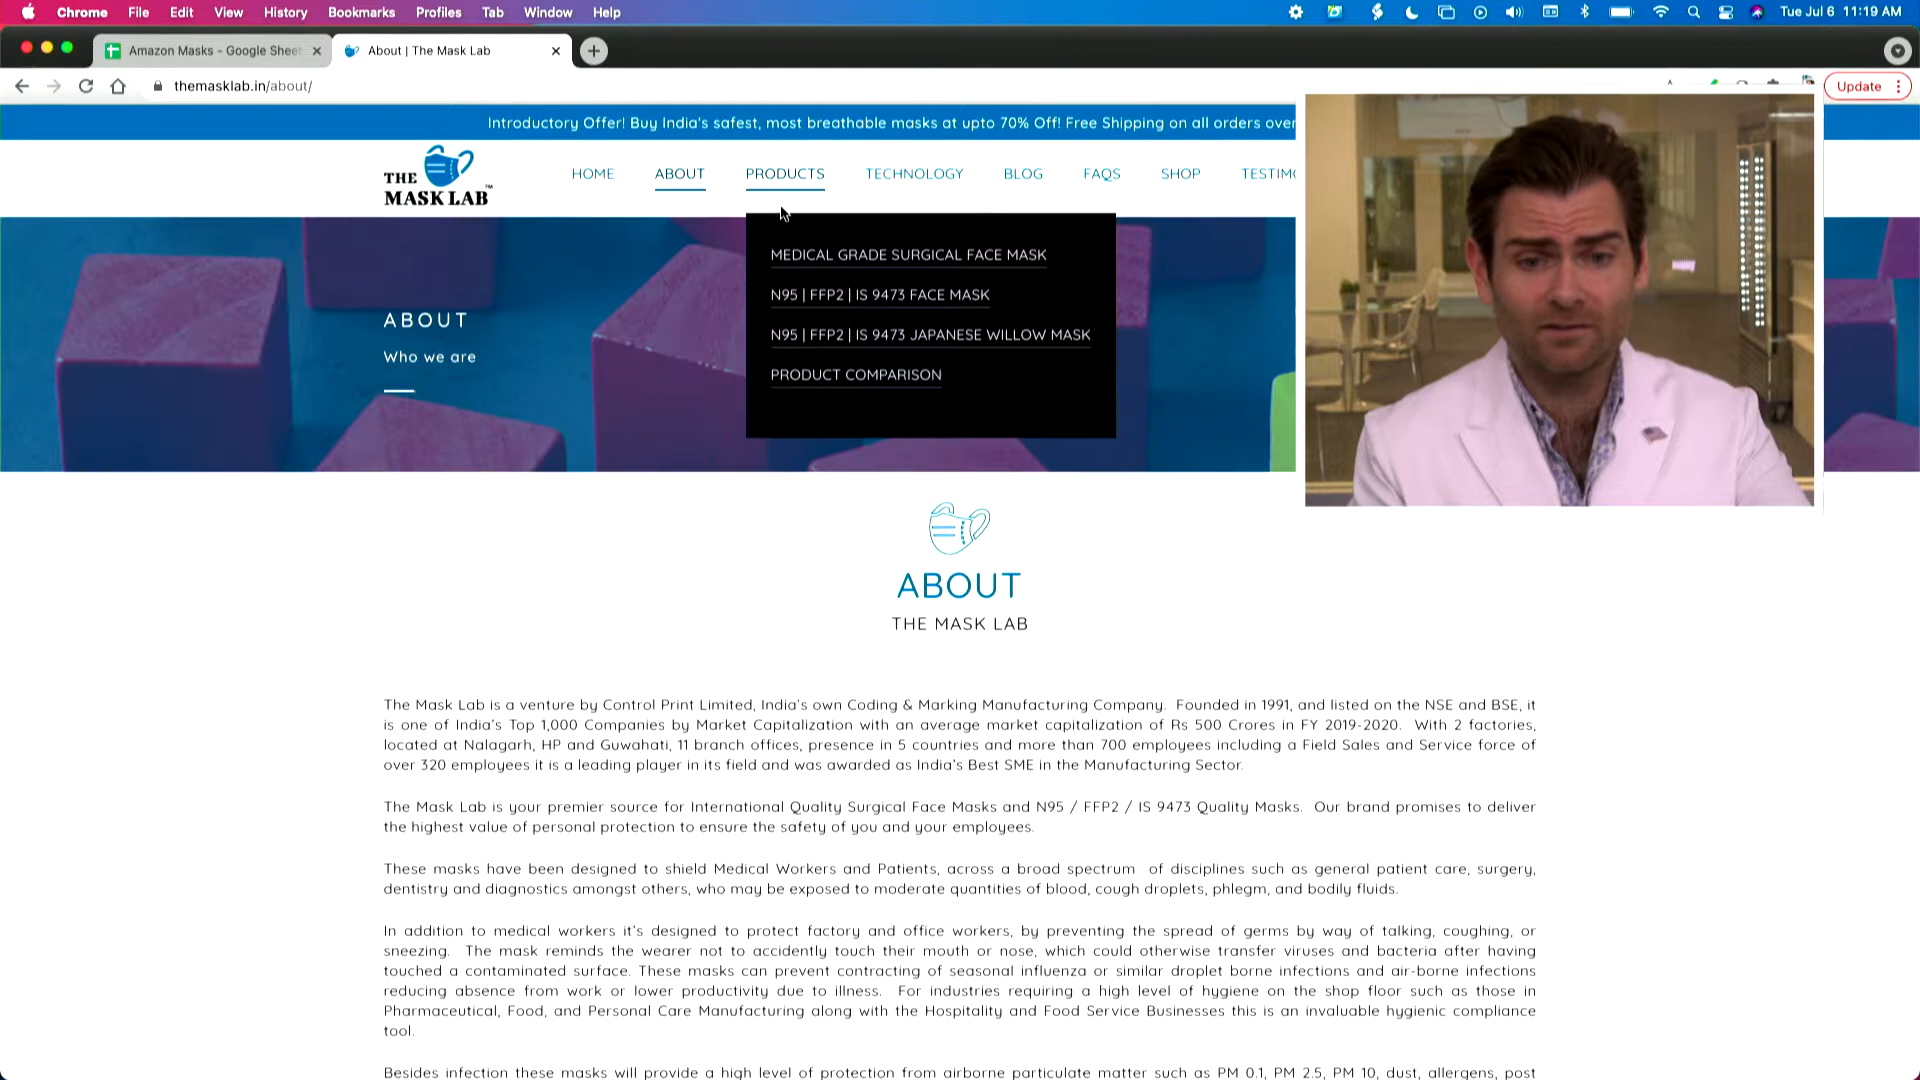 Chrome File Edit View History Bookmarks Profiles Tab Window Help Tue Jul 6 11:19 AM
Amazon Masks - Google Sheet About | The Mask Lab
themasklab.in/about/ Update
Introductory Offer! Buy India's safest, most breathable masks at upto 70% Off! Free Shipping on all orders over
THE MASK LAB™
HOME ABOUT PRODUCTS TECHNOLOGY BLOG FAQS SHOP TESTIMO
MEDICAL GRADE SURGICAL FACE MASK
N95 | FFP2 | IS 9473 FACE MASK
N95 | FFP2 | IS 9473 JAPANESE WILLOW MASK
PRODUCT COMPARISON
ABOUT
Who we are
ABOUT
THE MASK LAB
The Mask Lab is a venture by Control Print Limited, India's own Coding & Marking Manufacturing Company. Founded in 1991, and listed on the NSE and BSE, it
is one of India's Top 1,000 Companies by Market Capitalization with an average market capitalization of Rs 500 Crores in FY 2019-2020. With 2 factories,
located at Nalagarh, HP and Guwahati, 11 branch offices, presence in 5 countries and more than 700 employees including a Field Sales and Service force of
over 320 employees it is a leading player in its field and was awarded as India's Best SME in the Manufacturing Sector.
The Mask Lab is your premier source for International Quality Surgical Face Masks and N95 / FFP2 / IS 9473 Quality Masks. Our brand promises to deliver
the highest value of personal protection to ensure the safety of you and your employees.
These masks have been designed to shield Medical Workers and Patients, across a broad spectrum of disciplines such as general patient care, surgery,
dentistry and diagnostics amongst others, who may be exposed to moderate quantities of blood, cough droplets, phlegm, and bodily fluids.
In addition to medical workers it's designed to protect factory and office workers, by preventing the spread of germs by way of talking, coughing, or
sneezing. The mask reminds the wearer not to accidently touch their mouth or nose, which could otherwise transfer viruses and bacteria after having
touched a contaminated surface. These masks can prevent contracting of seasonal influenza or similar droplet borne infections and air-borne infections
reducing absence from work or lower productivity due to illness. For industries requiring a high level of hygiene on the shop floor such as those in
Pharmaceutical, Food, and Personal Care Manufacturing along with the Hospitality and Food Service Businesses this is an invaluable hygienic compliance
tool.
Besides infection these masks will provide a high level of protection from airborne particulate matter such as PM 0.1, PM 2.5, PM 10, dust, allergens, post